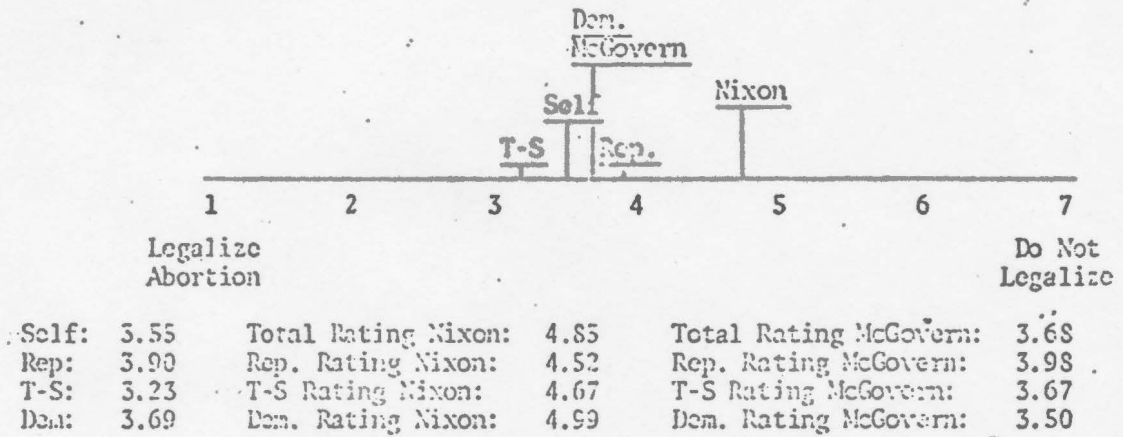 Dem.
McGovern
Nixon
Self
T-S Rep.
1 2 3 4 5 6 7
Legalize Do Not
Abortion Legalize
Self: 3.55 Total Rating Nixon: 4.85 Total Rating McGovern: 3.68
Rep: 3.90 Rep. Rating Nixon: 4.52 Rep. Rating McGovern: 3.98
T-S: 3.23 T-S Rating Nixon: 4.67 T-S Rating McGovern: 3.67
Dem: 3.69 Dem. Rating Nixon: 4.99 Dem. Rating McGovern: 3.50